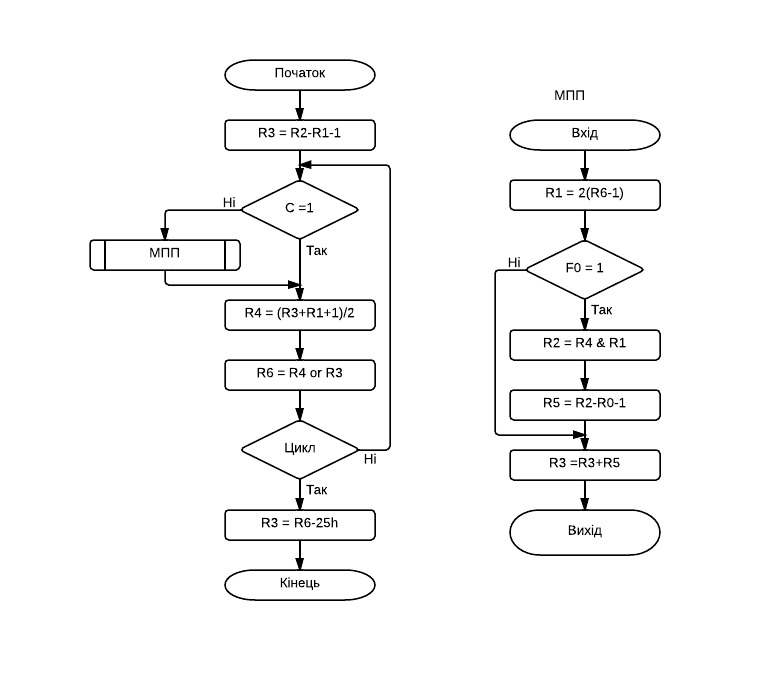 Початок
R3 = R2-R1-1
C =1
Ні
Так
МПП
R4 = (R3+R1+1)/2
R6 = R4 or R3
Цикл
Ні
Так
R3 = R6-25h
Кінець
МПП
Вхід
R1 = 2(R6-1)
F0 = 1
Ні
Так
R2 = R4 & R1
R5 = R2-R0-1
R3 =R3+R5
Вихід